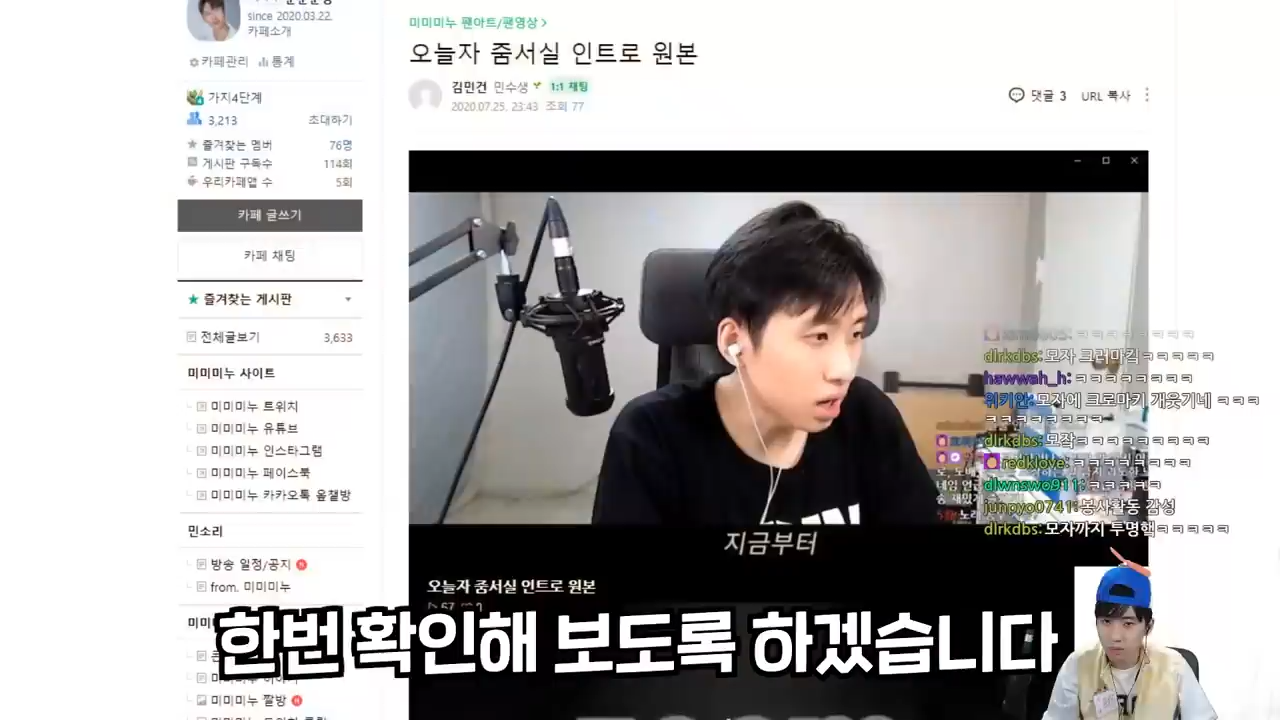 since 2020.03.22.
카페소개
카페관리 통계
가지4단계
3,213 초대하기
즐겨찾는 멤버 76명
게시판 구독수 114회
우리카페앱 수 5회
카페 글쓰기
카페 채팅
즐겨찾는 게시판
전체글보기 3,633
미미미누 사이트
미미미누 트위치
미미미누 유튜브
미미미누 인스타그램
미미미누 페이스북
미미미누 카카오톡 옾챗방
민소리
방송 일정/공지 N
from. 미미미누
미미미누 짤방 N
미미미누 팬아트/팬영상 >
오늘자 줌서실 인트로 원본
김민건 민수생 1:1 채팅
2020.07.25. 23:43 조회 77
댓글 3 URL 복사
지금부터
오늘자 줌서실 인트로 원본
dlrkdbs: 모자 크러마킼ㅋㅋㅋㅋㅋ
hawwah_h: ㅋㅋㅋㅋㅋㅋㅋㅋ
위키안: 모자에 크로마키 개웃기네 ㅋㅋㅋ
ㅋㅋㅋㅋㅋㅋㅋㅋ
dlrkdbs: 모잨ㅋㅋㅋㅋㅋㅋㅋㅋ
redklove: ㅋㅋㅋㅋㅋㅋㅋㅋ
dlwnswo911: ㅋㅋㅋㅋㅋ
junpyo0741: 봉사활동 감성
dlrkdbs: 모자까지 투명햌ㅋㅋㅋㅋㅋ
한번 확인해 보도록 하겠습니다